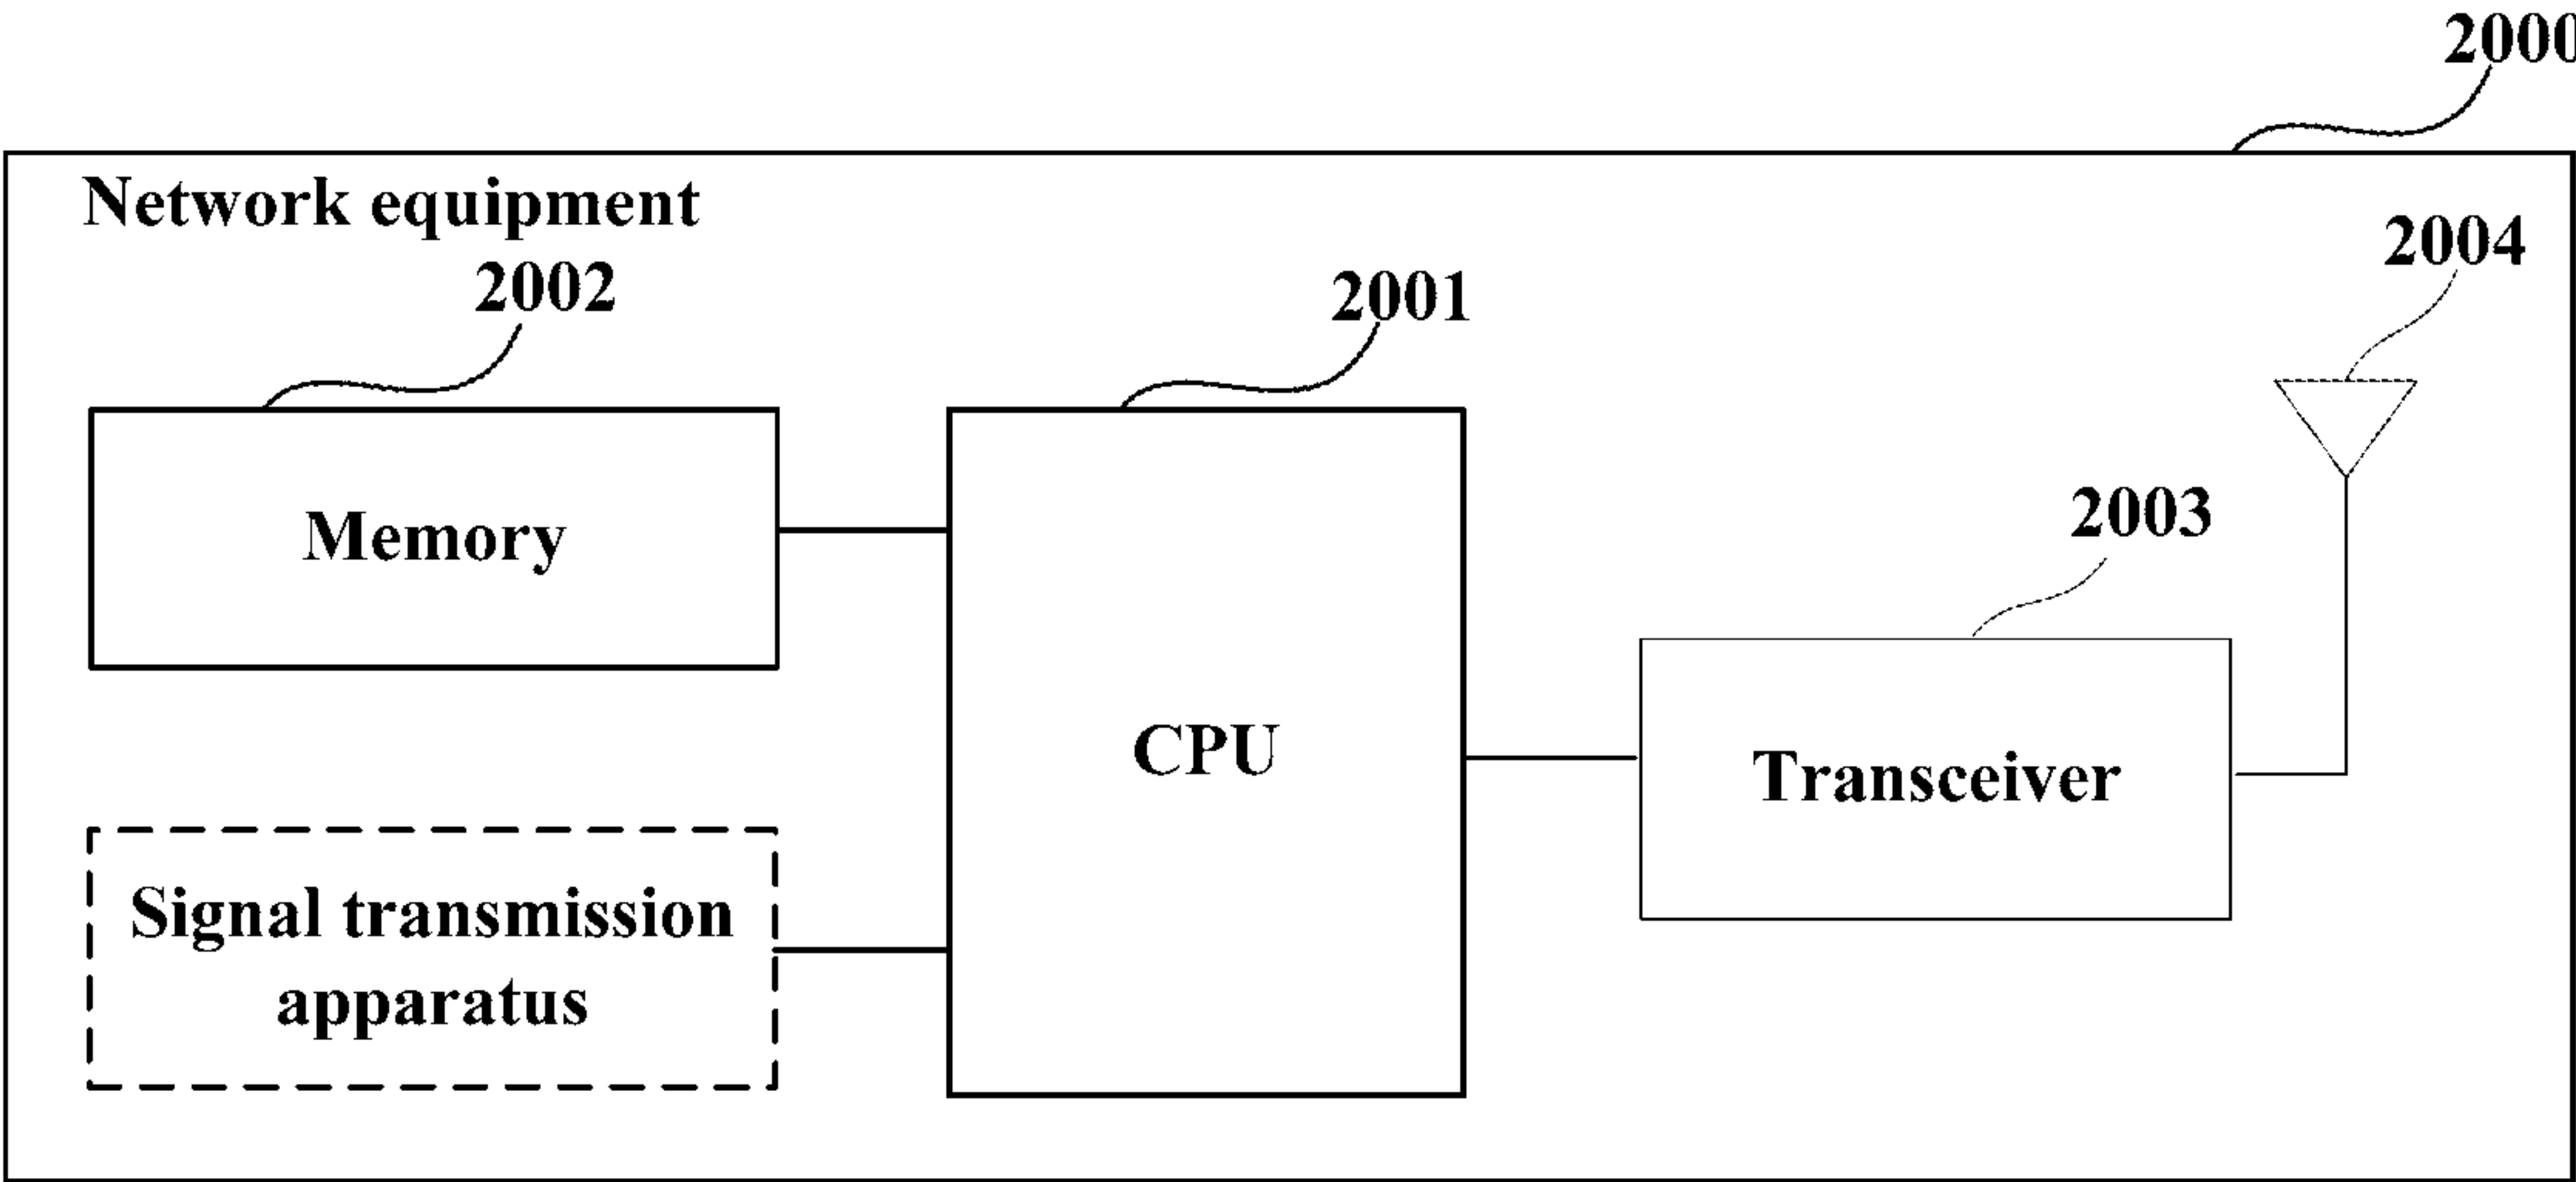 2000
Network equipment
2004
2002
2001
2003
Memory
CPU
Transceiver
Signal transmission
apparatus